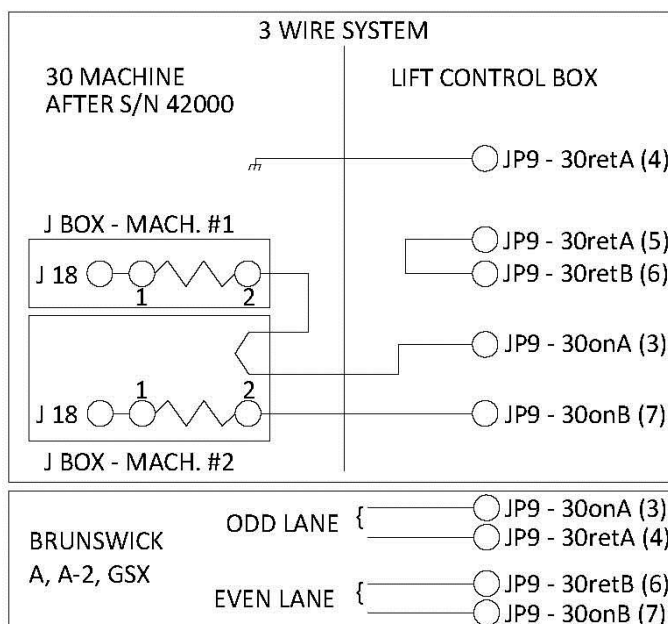 3 WIRE SYSTEM
30 MACHINE
AFTER S/N 42000
LIFT CONTROL BOX
JP9 - 30retA (4)
J BOX - MACH. #1
J 18
1
2
JP9 - 30retA (5)
JP9 - 30retB (6)
JP9 - 30onA (3)
J 18
1
2
JP9 - 30onB (7)
J BOX - MACH. #2
BRUNSWICK
A, A-2, GSX
ODD LANE {
JP9 - 30onA (3)
JP9 - 30retA (4)
EVEN LANE {
JP9 - 30retB (6)
JP9 - 30onB (7)